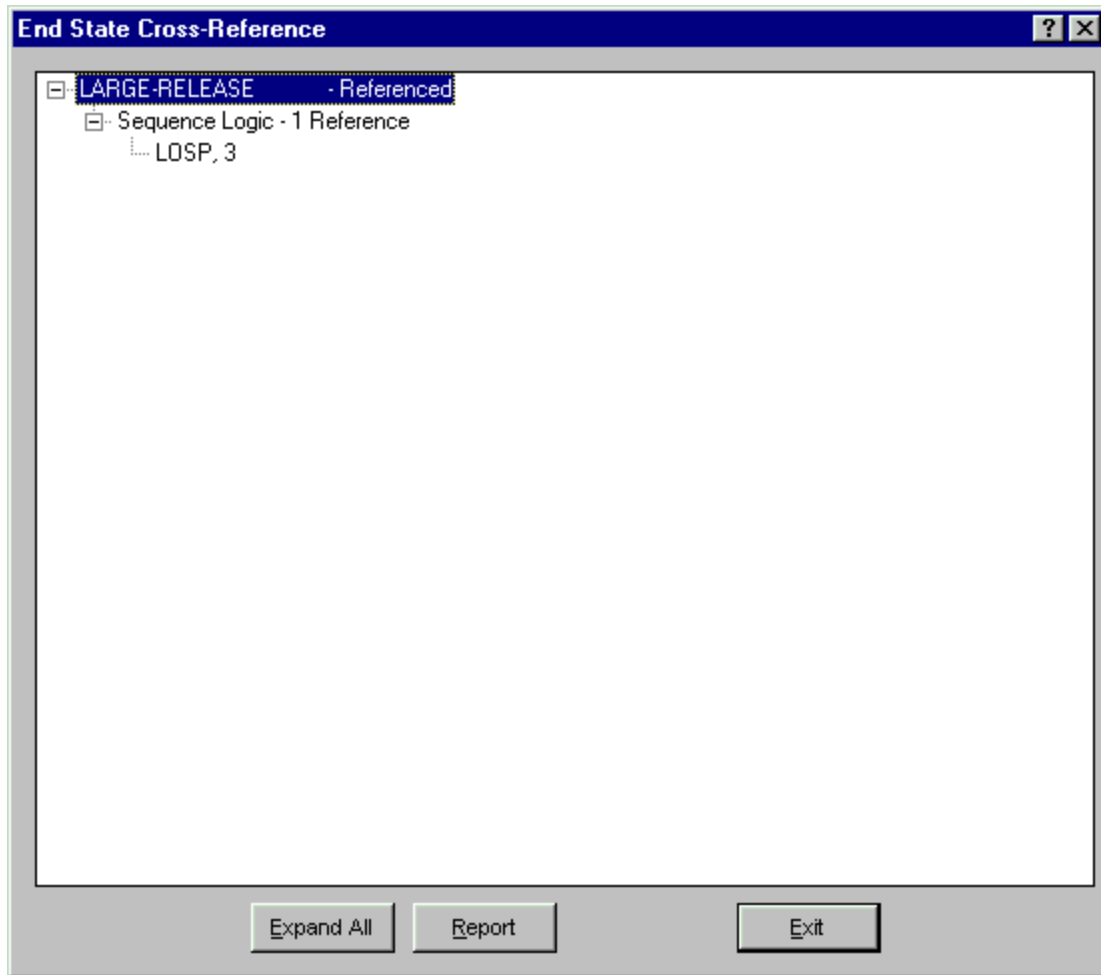 End State Cross-Reference
LARGE-RELEASE - Referenced
Sequence Logic - 1 Reference
LOSP, 3
Expand All Report Exit